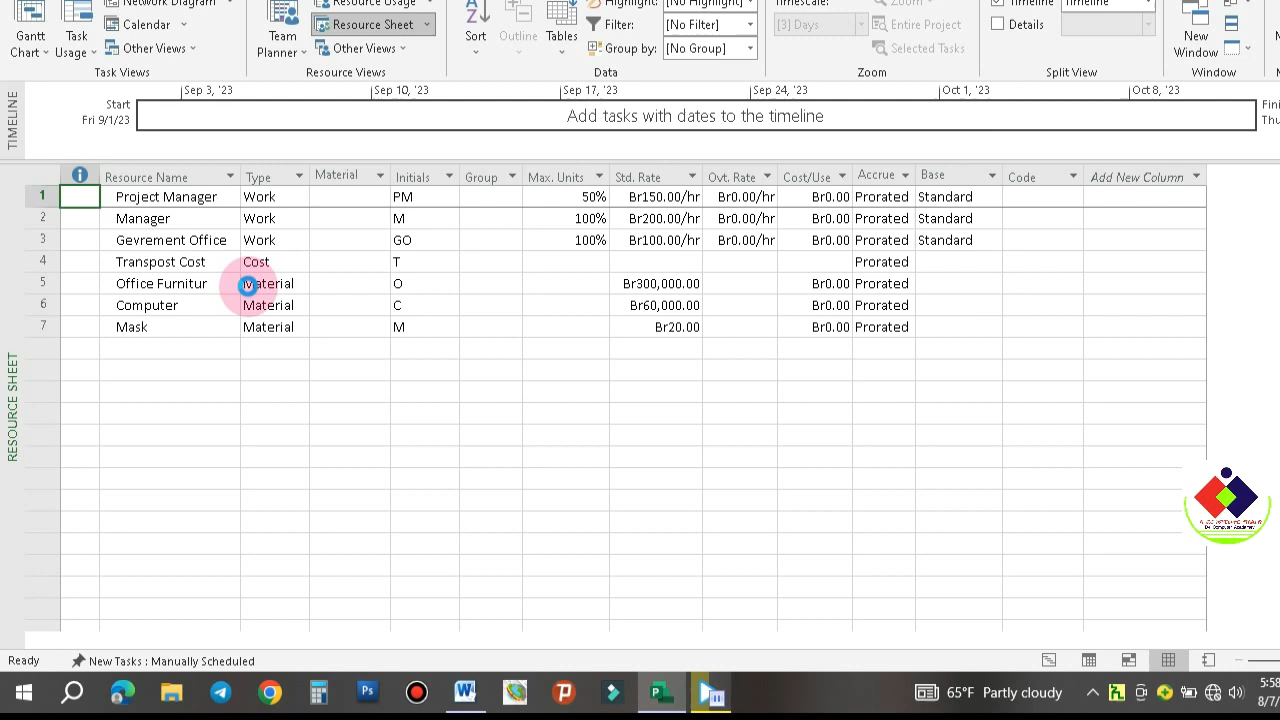 Network Diagram
Resource Usage
Highlight: [No Highlight]
Timescale:
Zoom
Timeline Timeline
Gantt Chart
Task Usage
Calendar
Other Views
Team Planner
Resource Sheet
Other Views
Sort
Outline
Tables
Filter: [No Filter]
Group by: [No Group]
[3] Days
Entire Project
Selected Tasks
Details
New Window
Task Views Resource Views Data Zoom Split View Window
TIMELINE
Sep 3, '23 Sep 10, '23 Sep 17, '23 Sep 24, '23 Oct 1, '23 Oct 8, '23
Start
Fri 9/1/23
Add tasks with dates to the timeline
RESOURCE SHEET
Resource Name Type Material Initials Group Max. Units Std. Rate Ovt. Rate Cost/Use Accrue Base Code Add New Column
1 Project Manager Work PM 50% Br150.00/hr Br0.00/hr Br0.00 Prorated Standard
2 Manager Work M 100% Br200.00/hr Br0.00/hr Br0.00 Prorated Standard
3 Gevrement Office Work GO 100% Br100.00/hr Br0.00/hr Br0.00 Prorated Standard
4 Transpost Cost Cost T Prorated
5 Office Furnitur Material O Br300,000.00 Br0.00 Prorated
6 Computer Material C Br60,000.00 Br0.00 Prorated
7 Mask Material M Br20.00 Br0.00 Prorated
Ready New Tasks : Manually Scheduled
65°F Partly cloudy
5:58
8/7